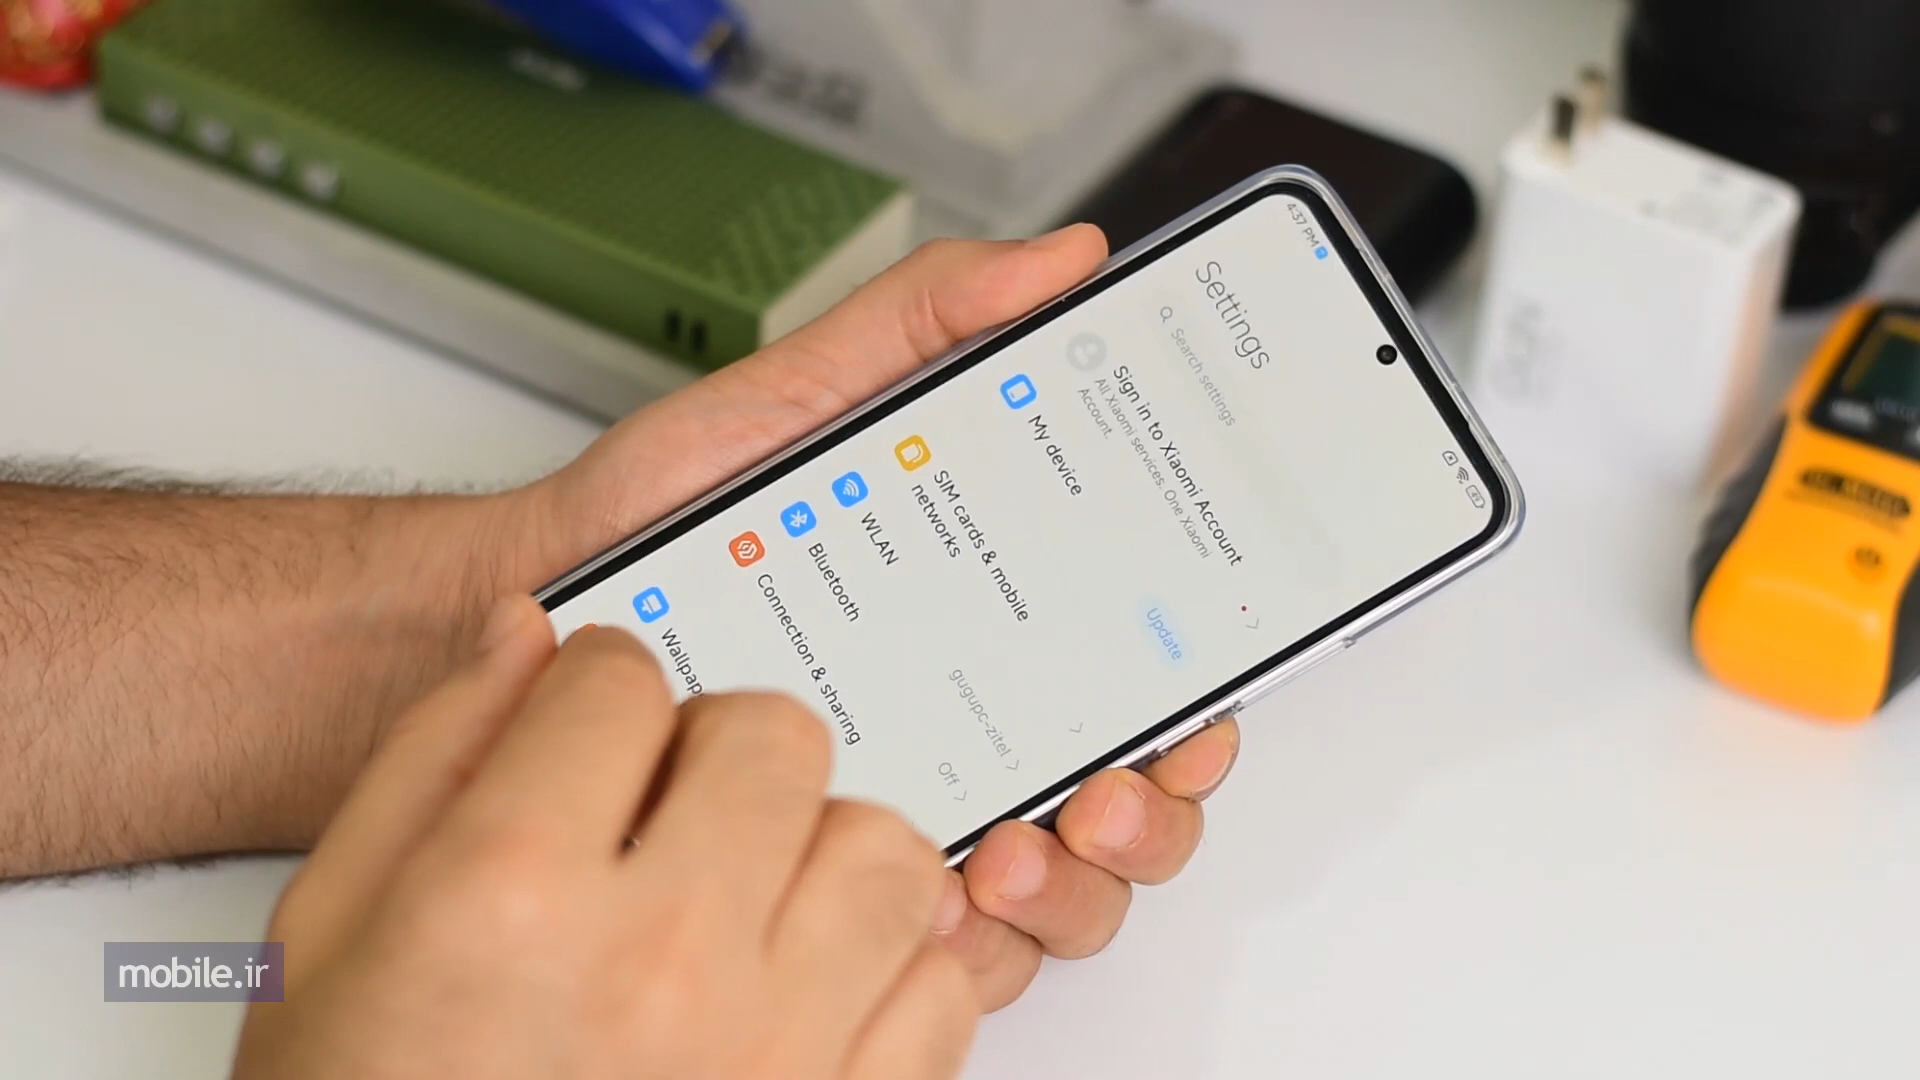 4:37 PM
49
Settings
Search settings
Sign in to Xiaomi Account
All Xiaomi services. One Xiaomi
Account.
My device
Update
SIM cards & mobile
networks
WLAN
gugupc-zitel
Bluetooth
Off
Connection & sharing
Wallpap
mobile.ir